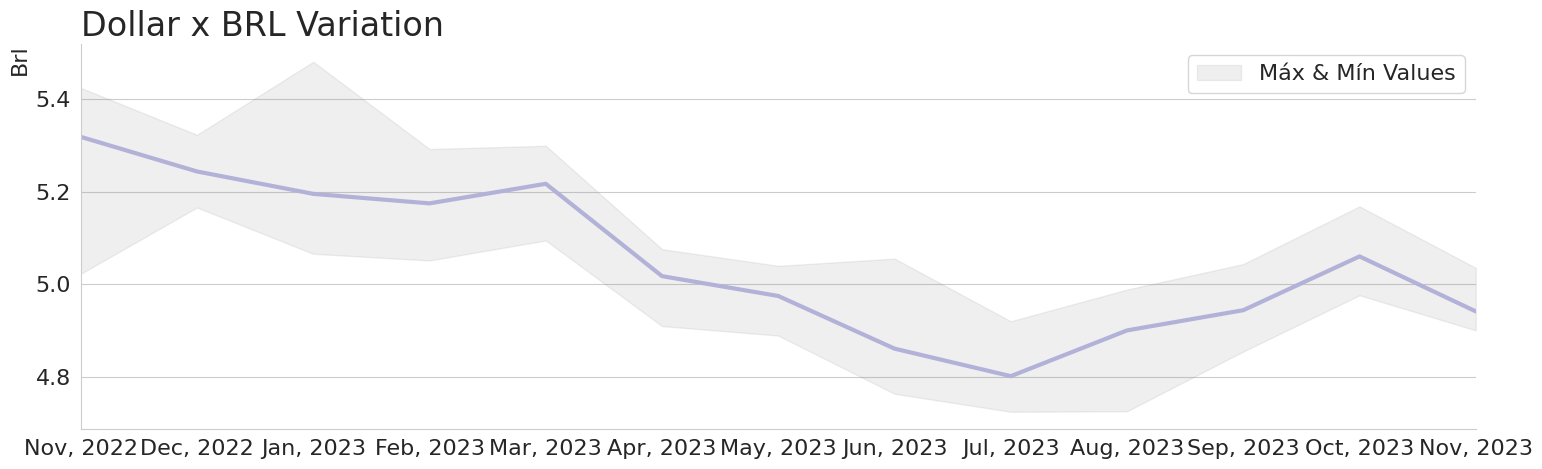 Dollar x BRL Variation
Brl
Máx & Mín Values
5.4
5.2
5.0
4.8
Nov, 2022 Dec, 2022 Jan, 2023 Feb, 2023 Mar, 2023 Apr, 2023 May, 2023 Jun, 2023 Jul, 2023 Aug, 2023 Sep, 2023 Oct, 2023 Nov, 2023